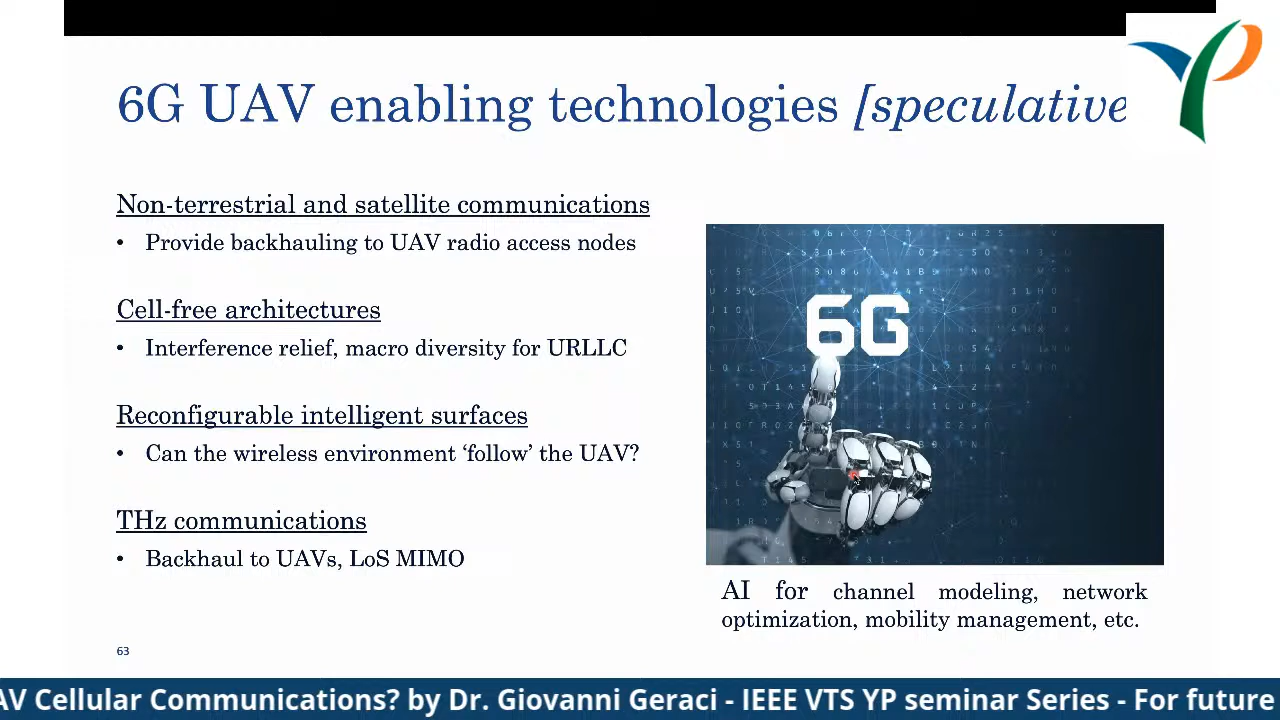 6G UAV enabling technologies [speculative
Non-terrestrial and satellite communications
• Provide backhauling to UAV radio access nodes
Cell-free architectures
• Interference relief, macro diversity for URLLC
Reconfigurable intelligent surfaces
• Can the wireless environment ‘follow’ the UAV?
THz communications
• Backhaul to UAVs, LoS MIMO
6G
AI for channel modeling, network
optimization, mobility management, etc.
63
AV Cellular Communications? by Dr. Giovanni Geraci - IEEE VTS YP seminar Series - For future